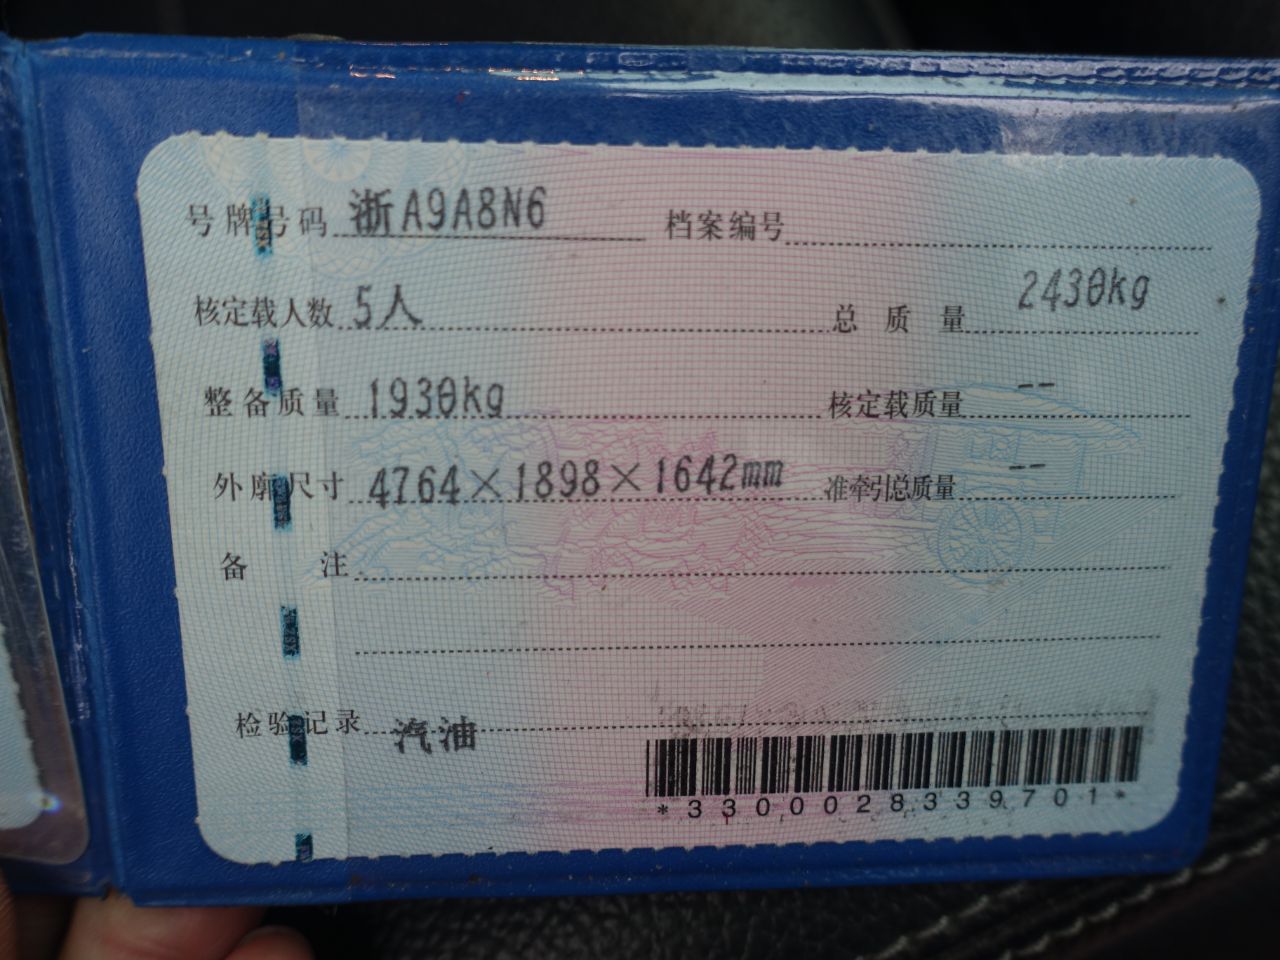 号牌号码 浙A9A8N6 档案编号
核定载人数 5人 总质量 2430kg
整备质量 1930kg 核定载质量 --
外廓尺寸 4764×1898×1642mm 准牵引总质量 --
备注
检验记录 汽油
*3300028339701*